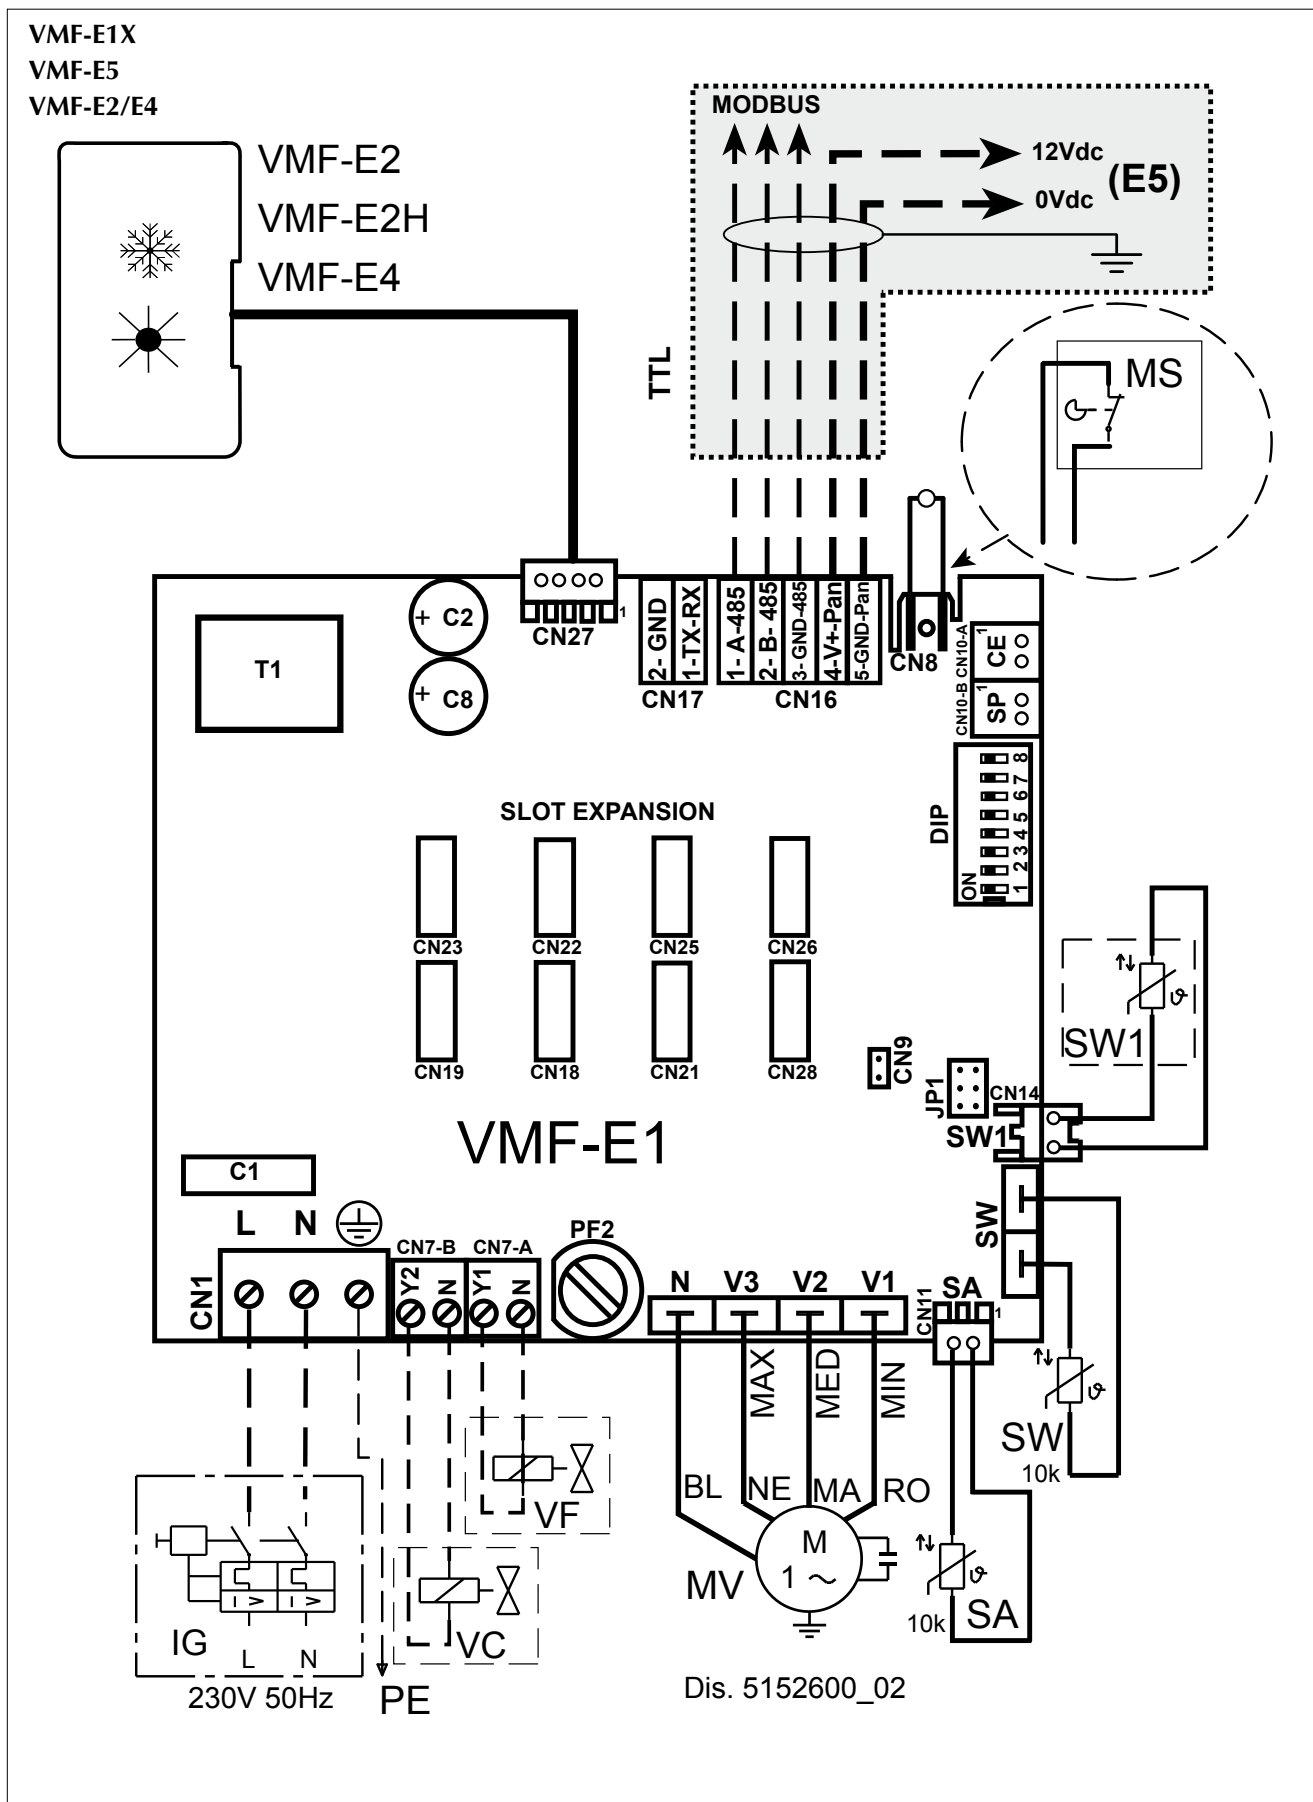 VMF-E1X
VMF-E5
VMF-E2/E4
VMF-E2
VMF-E2H
VMF-E4
MODBUS
12Vdc
(E5)
0Vdc
TTL
MS
CN27
1
2- GND
1-TX-RX
CN17
1- A-485
2- B- 485
3- GND-485
4-V+-Pan
5-GND-Pan
CN16
CN8
CN10-A
CE
1
CN10-B
SP
1
T1
+ C2
+ C8
DIP
ON
1 2 3 4 5 6 7 8
SLOT EXPANSION
CN23
CN22
CN25
CN26
CN19
CN18
CN21
CN28
CN9
JP1
CN14
SW1
SW1
VMF-E1
C1
L N
CN1
CN7-B
Y2
N
CN7-A
Y1
N
PF2
N V3 V2 V1
SW
SA
CN11
1
MAX
MED
MIN
BL NE MA RO
M
1 ~
MV
SW
10k
SA
10k
VF
VC
I > I >
IG
L N
230V 50Hz
PE
Dis. 5152600_02